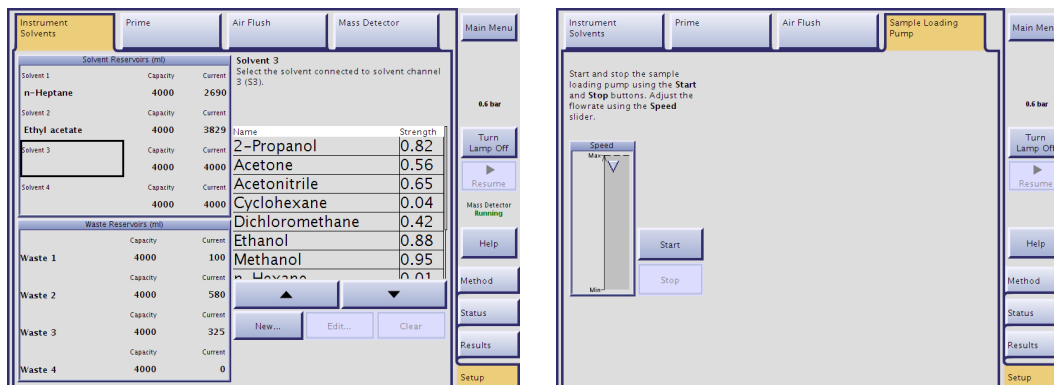 Instrument
Solvents
Prime
Air Flush
Mass Detector
Main Menu
Solvent Reservoirs (ml)
Solvent 1 Capacity Current
n-Heptane 4000 2690
Solvent 2 Capacity Current
Ethyl acetate 4000 3829
Solvent 3 Capacity Current
4000 4000
Solvent 4 Capacity Current
4000 4000
Waste Reservoirs (ml)
Capacity Current
Waste 1 4000 100
Capacity Current
Waste 2 4000 580
Capacity Current
Waste 3 4000 325
Capacity Current
Waste 4 4000 0
Solvent 3
Select the solvent connected to solvent channel
3 (S3).
Name Strength
2-Propanol 0.82
Acetone 0.56
Acetonitrile 0.65
Cyclohexane 0.04
Dichloromethane 0.42
Ethanol 0.88
Methanol 0.95
n-Hexane 0.01
New... Edit... Clear
0.6 bar
Turn
Lamp Off
Resume
Mass Detector
Running
Help
Method
Status
Results
Setup
Instrument
Solvents
Prime
Air Flush
Sample Loading
Pump
Main Men
Start and stop the sample
loading pump using the Start
and Stop buttons. Adjust the
flowrate using the Speed
slider.
Speed
Max
Min
Start
Stop
0.6 bar
Turn
Lamp Off
Resume
Help
Method
Status
Results
Setup